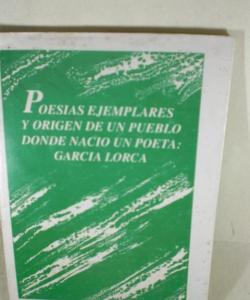 POESIAS EJEMPLARES
Y ORIGEN DE UN PUEBLO
DONDE NACIO UN POETA:
GARCIA LORCA